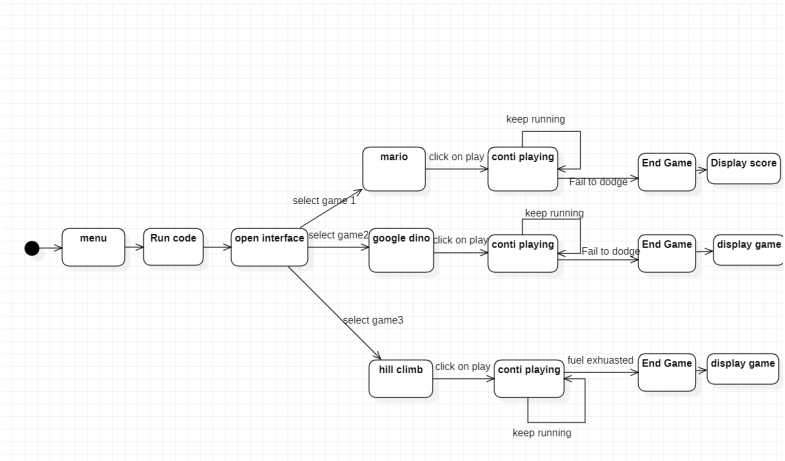 keep running
mario
click on play
conti playing
End Game
Display score
Fail to dodge
select game 1
menu
Run code
open interface
select game2
google dino
click on play
keep running
conti playing
Fail to dodge
End Game
display game
select game3
hill climb
click on play
conti playing
fuel exhuasted
End Game
display game
keep running